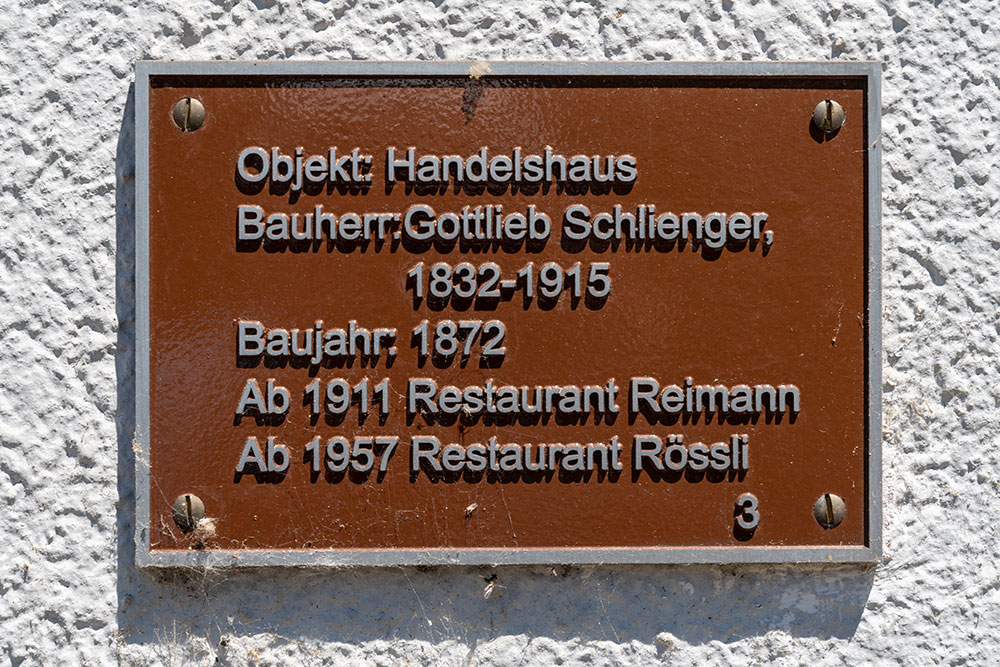 Objekt: Handelshaus
Bauherr:Gottlieb Schlienger,
1832-1915
Baujahr: 1872
Ab 1911 Restaurant Reimann
Ab 1957 Restaurant Rössli
3